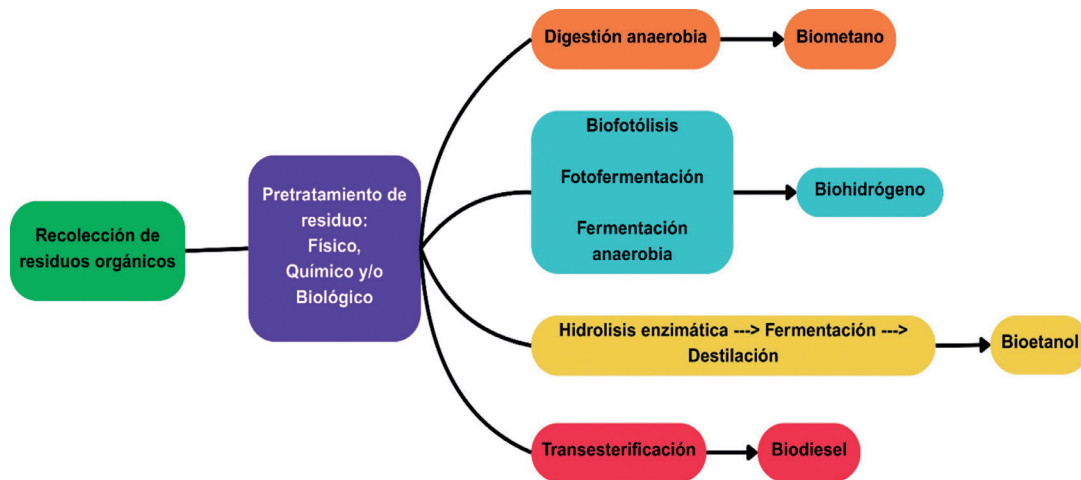 Recolección de
residuos orgánicos
Pretratamiento de
residuo:
Físico,
Químico y/o
Biológico
Digestión anaerobia
Biometano
Biofotólisis
Fotofermentación
Fermentación
anaerobia
Biohidrógeno
Hidrolisis enzimática ---> Fermentación --->
Destilación
Bioetanol
Transesterificación
Biodiesel